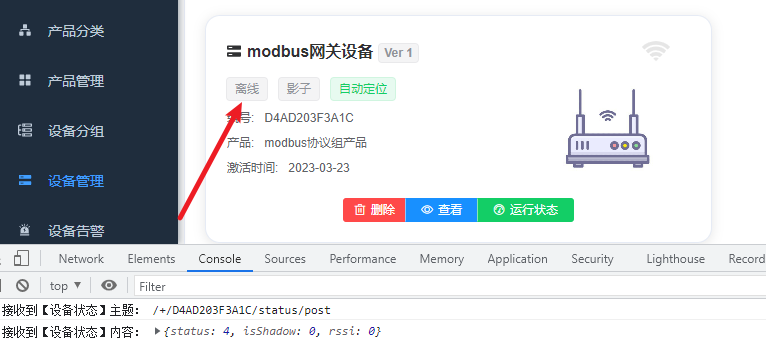 产品分类
产品管理
设备分组
设备管理
设备告警
modbus网关设备 Ver 1
离线 影子 自动定位
号: D4AD203F3A1C
产品: modbus协议组产品
激活时间: 2023-03-23
删除 查看 运行状态
Network Elements Console Sources Performance Memory Application Security Lighthouse Record
top Filter
接收到【设备状态】主题: /+/D4AD203F3A1C/status/post
接收到【设备状态】内容: {status: 4, isShadow: 0, rssi: 0}